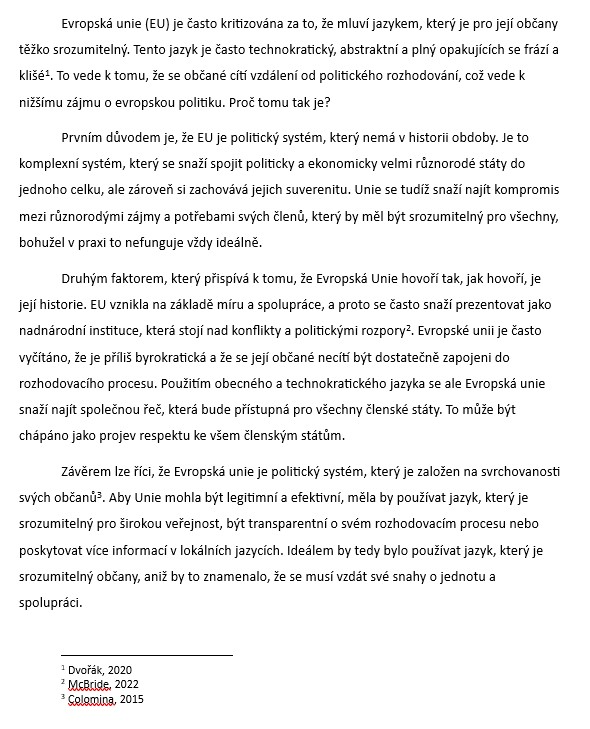 Evropská unie (EU) je často kritizována za to, že mluví jazykem, který je pro její občany
těžko srozumitelný. Tento jazyk je často technokratický, abstraktní a plný opakujících se frází a
klišé¹. To vede k tomu, že se občané cítí vzdálení od politického rozhodování, což vede k
nižšímu zájmu o evropskou politiku. Proč tomu tak je?
Prvním důvodem je, že EU je politický systém, který nemá v historii obdoby. Je to
komplexní systém, který se snaží spojit politicky a ekonomicky velmi různorodé státy do
jednoho celku, ale zároveň si zachovává jejich suverenitu. Unie se tudíž snaží najít kompromis
mezi různorodými zájmy a potřebami svých členů, který by měl být srozumitelný pro všechny,
bohužel v praxi to nefunguje vždy ideálně.
Druhým faktorem, který přispívá k tomu, že Evropská Unie hovoří tak, jak hovoří, je
její historie. EU vznikla na základě míru a spolupráce, a proto se často snaží prezentovat jako
nadnárodní instituce, která stojí nad konflikty a politickými rozpory². Evropské unii je často
vyčítáno, že je příliš byrokratická a že se její občané necítí být dostatečně zapojeni do
rozhodovacího procesu. Použitím obecného a technokratického jazyka se ale Evropská unie
snaží najít společnou řeč, která bude přístupná pro všechny členské státy. To může být
chápáno jako projev respektu ke všem členským státům.
Závěrem lze říci, že Evropská unie je politický systém, který je založen na svrchovanosti
svých občanů³. Aby Unie mohla být legitimní a efektivní, měla by používat jazyk, který je
srozumitelný pro širokou veřejnost, být transparentní o svém rozhodovacím procesu nebo
poskytovat více informací v lokálních jazycích. Ideálem by tedy bylo používat jazyk, který je
srozumitelný občany, aniž by to znamenalo, že se musí vzdát své snahy o jednotu a
spolupráci.
¹ Dvořák, 2020
² McBride, 2022
³ Colomina, 2015